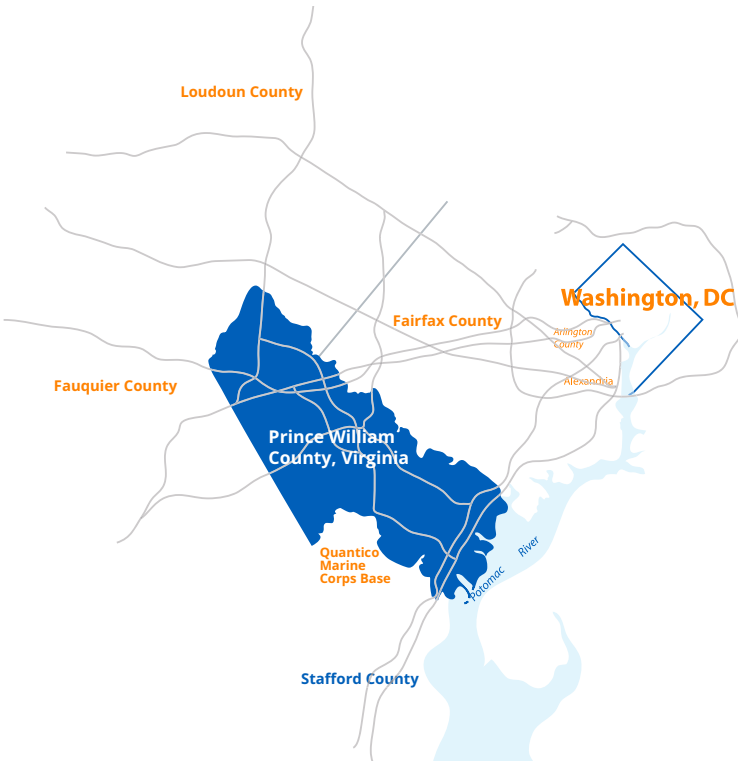 Loudoun County
Washington, DC
Fairfax County
Arlington
County
Fauquier County
Alexandria
Prince William
County, Virginia
Quantico
Marine
Corps Base
Potomac River
Stafford County